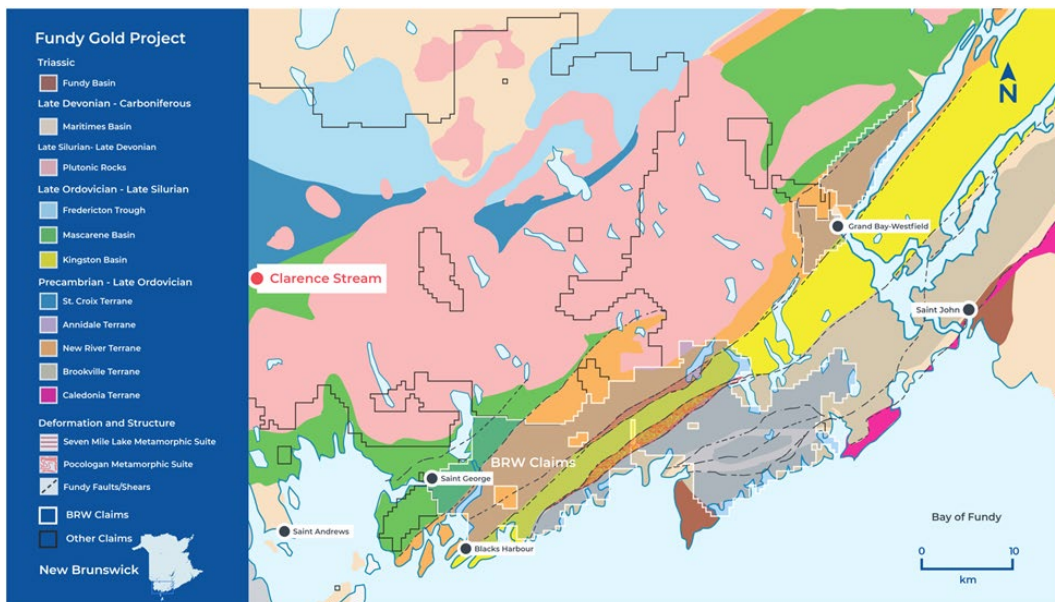 Fundy Gold Project
Triassic
Fundy Basin
Late Devonian - Carboniferous
Maritimes Basin
Late Silurian- Late Devonian
Plutonic Rocks
Late Ordovician - Late Silurian
Fredericton Trough
Mascarene Basin
Kingston Basin
Precambrian - Late Ordovician
St. Croix Terrane
Annidale Terrane
New River Terrane
Brookville Terrane
Caledonia Terrane
Deformation and Structure
Seven Mile Lake Metamorphic Suite
Pocologan Metamorphic Suite
Fundy Faults/Shears
BRW Claims
Other Claims
New Brunswick
N
Grand Bay-Westfield
Clarence Stream
Saint John
BRW Claims
Saint George
Saint Andrews
Blacks Harbour
Bay of Fundy
0 10
km